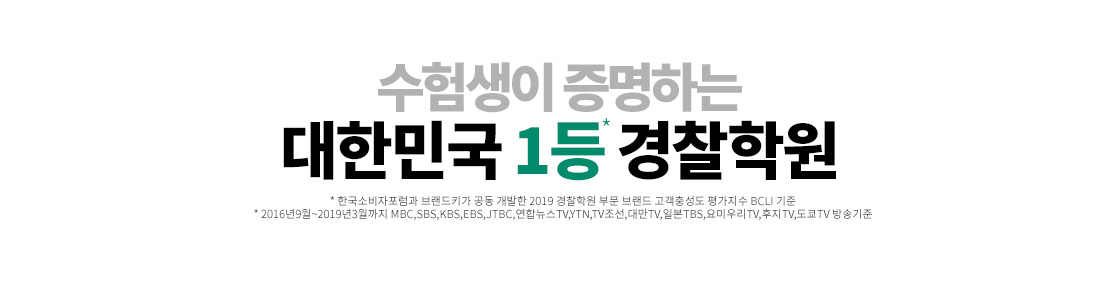 수험생이 증명하는
대한민국 1등* 경찰학원
* 한국소비자포럼과 브랜드키가 공동 개발한 2019 경찰학원 부문 브랜드 고객충성도 평가지수 BCLI 기준
* 2016년9월~2019년3월까지 MBC,SBS,KBS,EBS,JTBC,연합뉴스TV,YTN,TV조선,대만TV,일본TBS,요미우리TV,후지TV,도쿄TV 방송기준